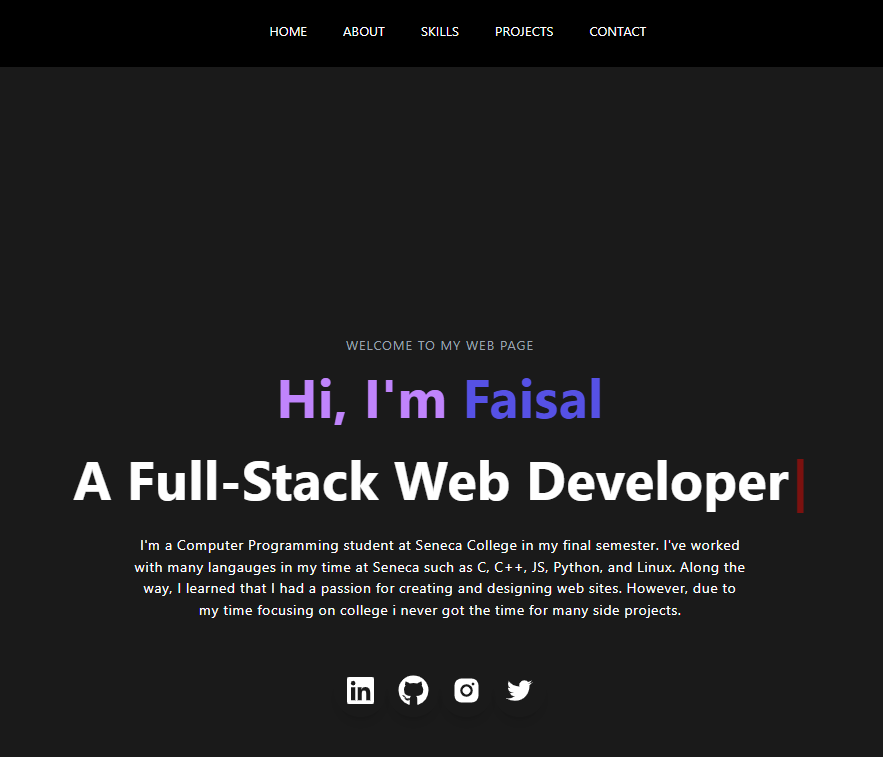 HOME ABOUT SKILLS PROJECTS CONTACT
WELCOME TO MY WEB PAGE
Hi, I'm Faisal
A Full-Stack Web Developer|
I'm a Computer Programming student at Seneca College in my final semester. I've worked
with many langauges in my time at Seneca such as C, C++, JS, Python, and Linux. Along the
way, I learned that I had a passion for creating and designing web sites. However, due to
my time focusing on college i never got the time for many side projects.
in